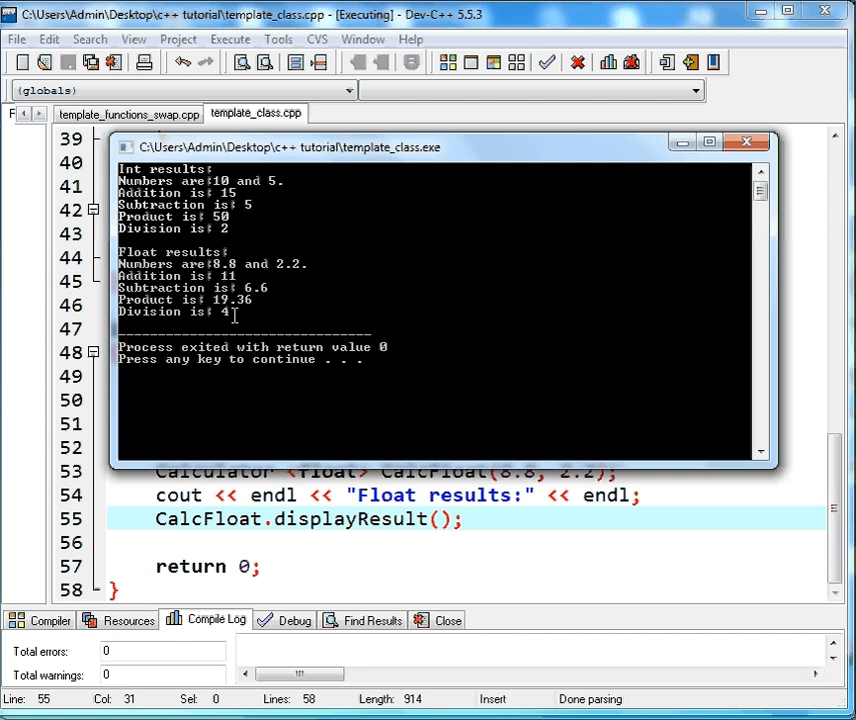 C:\Users\Admin\Desktop\c++ tutorial\template_class.cpp - [Executing] - Dev-C++ 5.5.3
File Edit Search View Project Execute Tools CVS Window Help
(globals)
F template_functions_swap.cpp template_class.cpp
C:\Users\Admin\Desktop\c++ tutorial\template_class.exe
Int results:
Numbers are:10 and 5.
Addition is: 15
Subtraction is: 5
Product is: 50
Division is: 2
Float results:
Numbers are:8.8 and 2.2.
Addition is: 11
Subtraction is: 6.6
Product is: 19.36
Division is: 4
--------------------------------
Process exited with return value 0
Press any key to continue . . .
39
40
41
42
43
44
45
46
47
48
49
50
51
52
53 Calculator <float> CalcFloat(8.8, 2.2);
54 cout << endl << "Float results:" << endl;
55 CalcFloat.displayResult();
56
57 return 0;
58 }
Compiler Resources Compile Log Debug Find Results Close
Total errors: 0
Total warnings: 0
Line: 55 Col: 31 Sel: 0 Lines: 58 Length: 914 Insert Done parsing